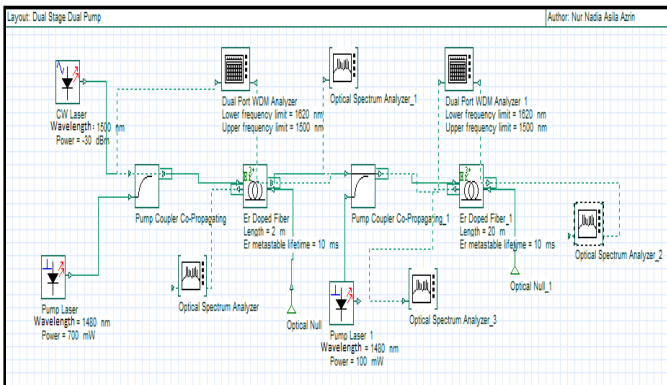 Layout: Dual Stage Dual Pump
Author: Nur Nadia Asila Azrin
CW Laser
Wavelength : 1500 nm
Power = -30 dBm
Dual Port WDM Analyzer
Lower frequency limit = 1620 nm
Upper frequency limit = 1500 nm
Optical Spectrum Analyzer_1
Dual Port WDM Analyzer 1
Lower frequency limit = 1620 nm
Upper frequency limit = 1500 nm
Pump Coupler Co-Propagating
Er Doped Fiber
Length = 2 m
Er metastable lifetime = 10 ms
Pump Coupler Co-Propagating_1
Er Doped Fiber_1
Length = 20 m
Er metastable lifetime = 10 ms
Optical Spectrum Analyzer_2
Pump Laser
Wavelength = 1480 nm
Power = 700 mW
Optical Spectrum Analyzer
Optical Null
Pump Laser 1
Wavelength = 1480 nm
Power = 100 mW
Optical Spectrum Analyzer_3
Optical Null_1